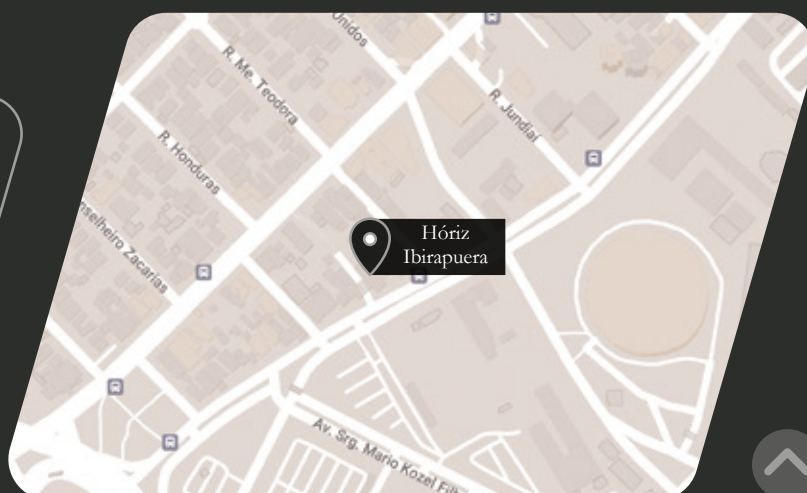 Unidos
R. Me. Teodora
R. Jundiaí
R. Honduras
nselheiro Zacarias
Hóriz
Ibirapuera
Av. Srg. Mario Kozel Filh